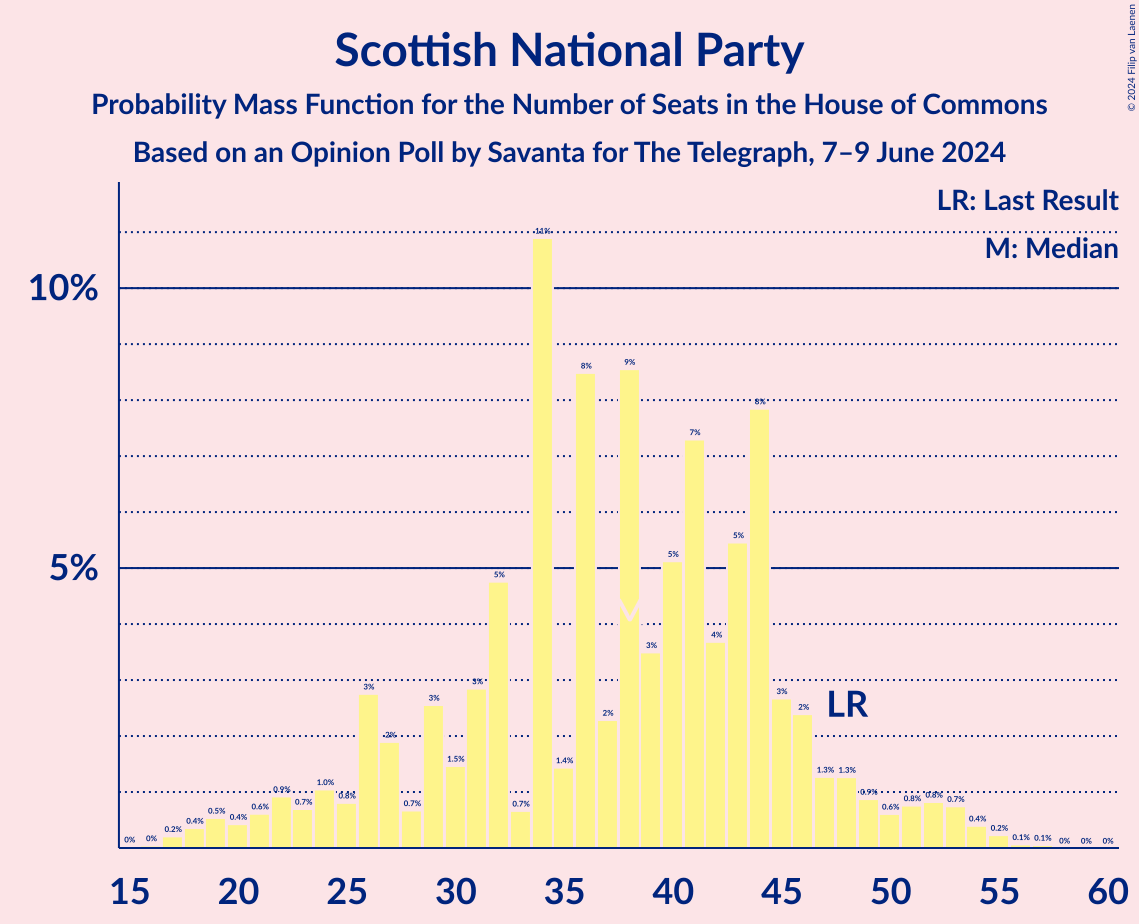 Scottish National Party
Probability Mass Function for the Number of Seats in the House of Commons
Based on an Opinion Poll by Savanta for The Telegraph, 7–9 June 2024
© 2024 Filip van Laenen
LR: Last Result
M: Median
10%
5%
0% 0% 0.2% 0.4% 0.5% 0.4% 0.6% 0.9% 0.7% 1.0% 0.8% 3% 2% 0.7% 3% 1.5% 3% 5% 0.7% 11% 1.4% 8% 2% 9% 3% 5% 7% 4% 5% 8% 3% 2% 1.3% 1.3% 0.9% 0.6% 0.8% 0.8% 0.7% 0.4% 0.2% 0.1% 0.1% 0% 0% 0%
LR
15 20 25 30 35 40 45 50 55 60